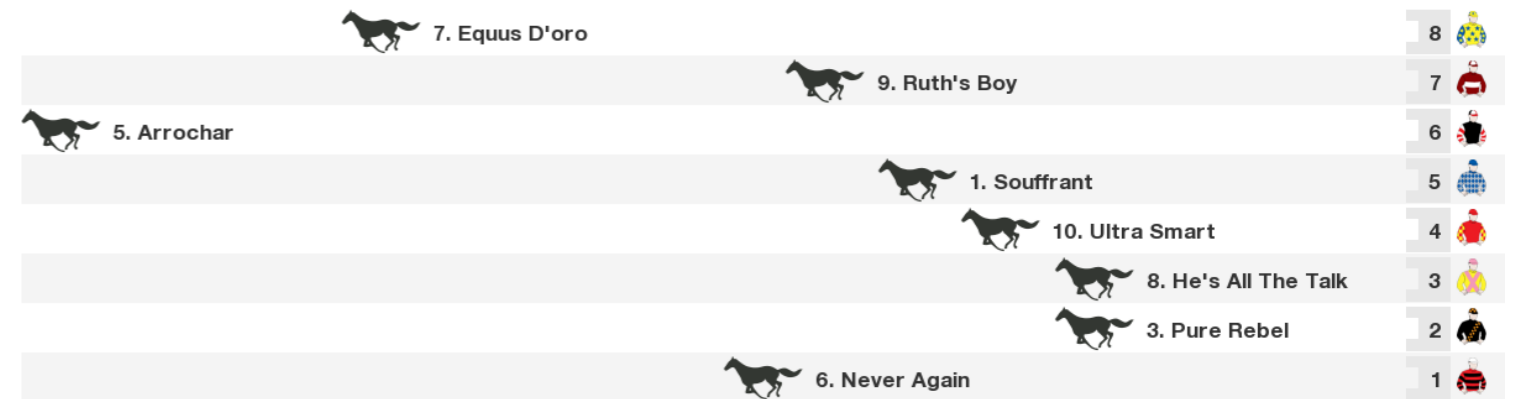 7. Equus D'oro 8
9. Ruth's Boy 7
5. Arrochar 6
1. Souffrant 5
10. Ultra Smart 4
8. He's All The Talk 3
3. Pure Rebel 2
6. Never Again 1